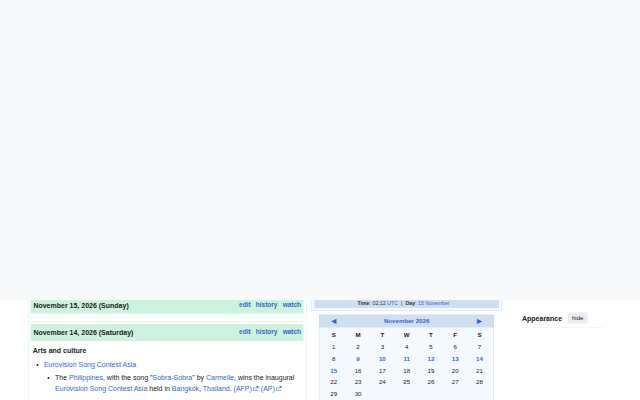 Time: 02:12 UTC | Day: 15 November
November 15, 2026 (Sunday) edit history watch
November 14, 2026 (Saturday) edit history watch
Arts and culture
• Eurovision Song Contest Asia
• The Philippines, with the song "Sobra-Sobra" by Carmelle, wins the inaugural
Eurovision Song Contest Asia held in Bangkok, Thailand. (AFP) (AP)
◀ November 2026 ▶
S M T W T F S
1 2 3 4 5 6 7
8 9 10 11 12 13 14
15 16 17 18 19 20 21
22 23 24 25 26 27 28
29 30
Appearance hide